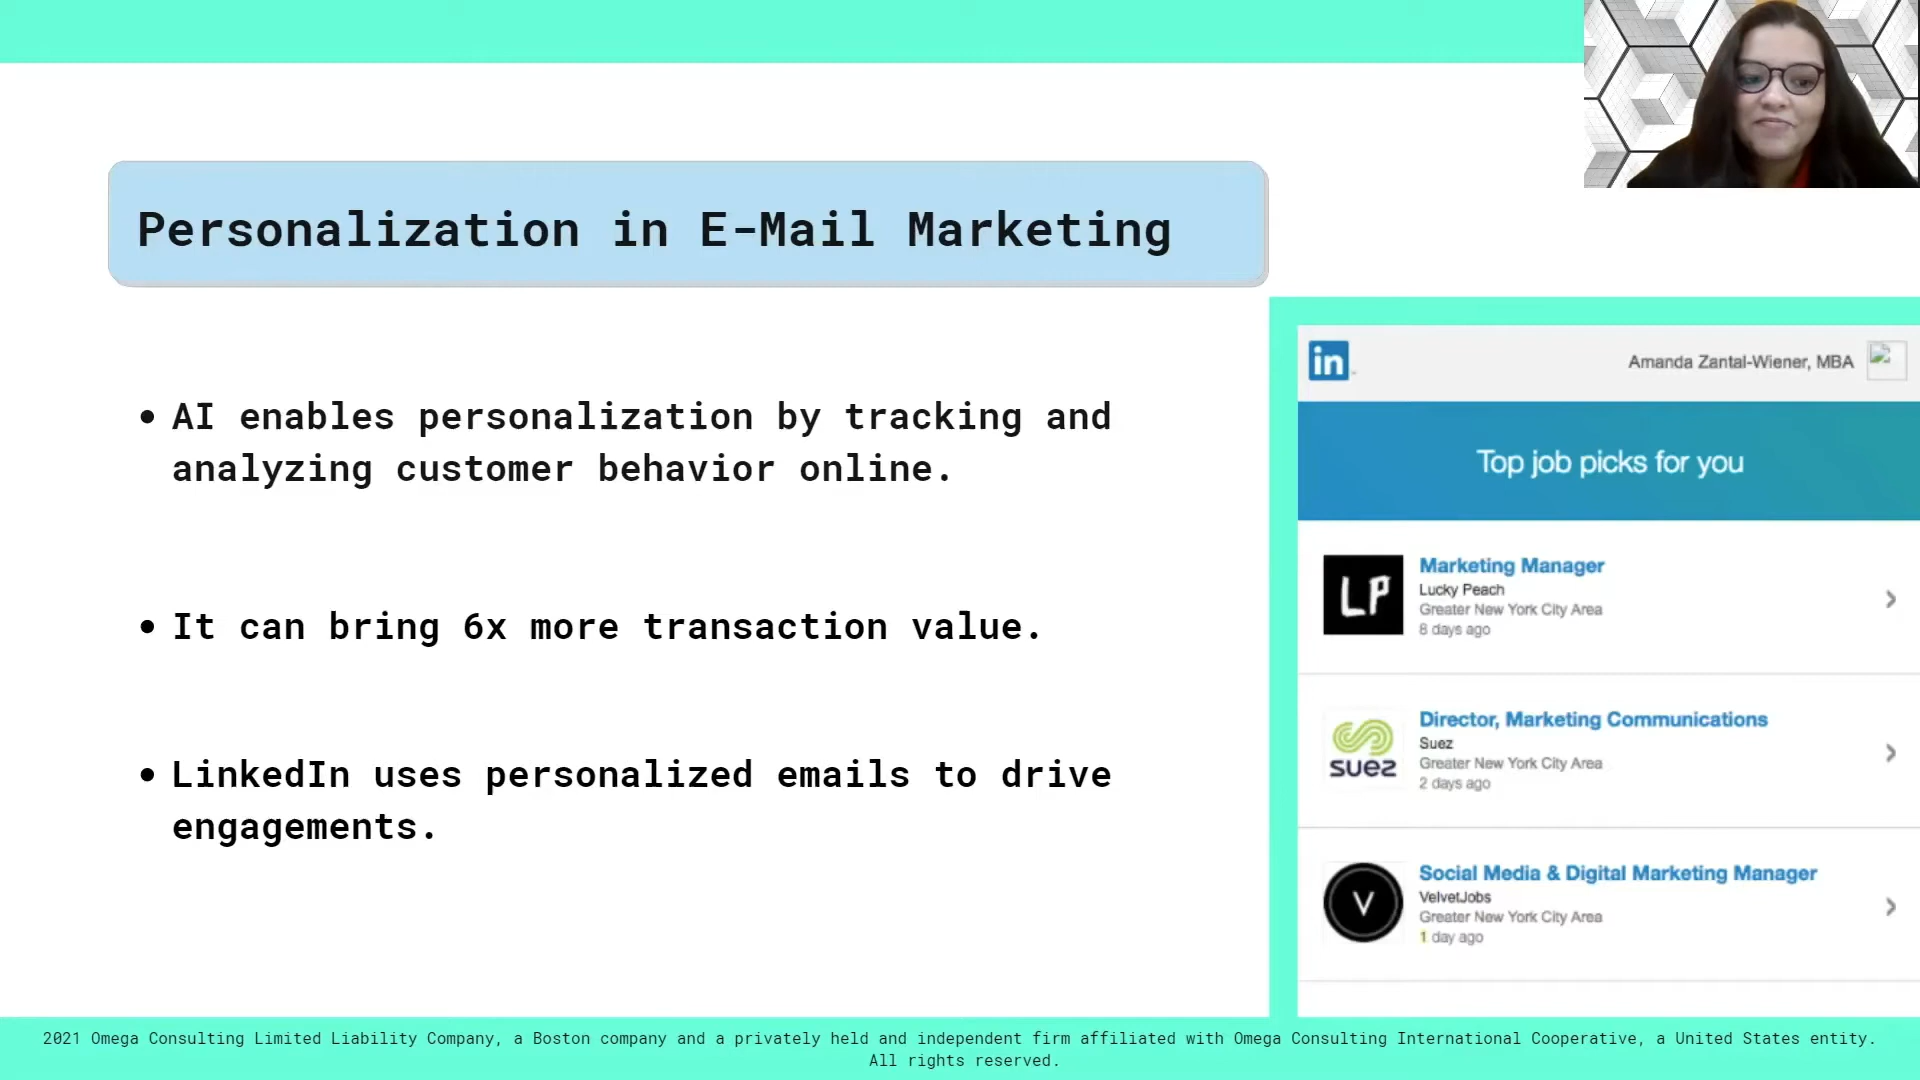 Personalization in E-Mail Marketing
• AI enables personalization by tracking and
analyzing customer behavior online.
• It can bring 6x more transaction value.
• LinkedIn uses personalized emails to drive
engagements.
in
Amanda Zantal-Wiener, MBA
Top job picks for you
LP
Marketing Manager
Lucky Peach
Greater New York City Area
8 days ago
suez
Director, Marketing Communications
Suez
Greater New York City Area
2 days ago
V
Social Media & Digital Marketing Manager
VelvetJobs
Greater New York City Area
1 day ago
2021 Omega Consulting Limited Liability Company, a Boston company and a privately held and independent firm affiliated with Omega Consulting International Cooperative, a United States entity.
All rights reserved.